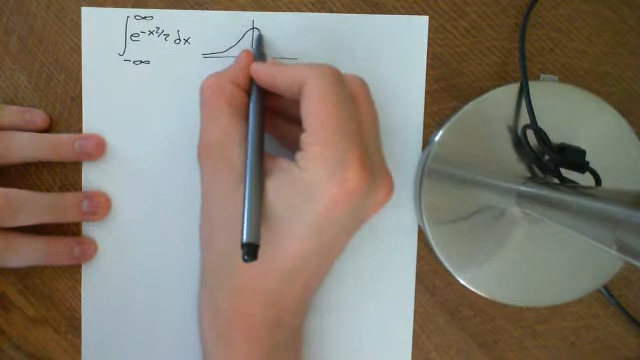 ∫_{-∞}^{∞} e^{-x²/2} dx